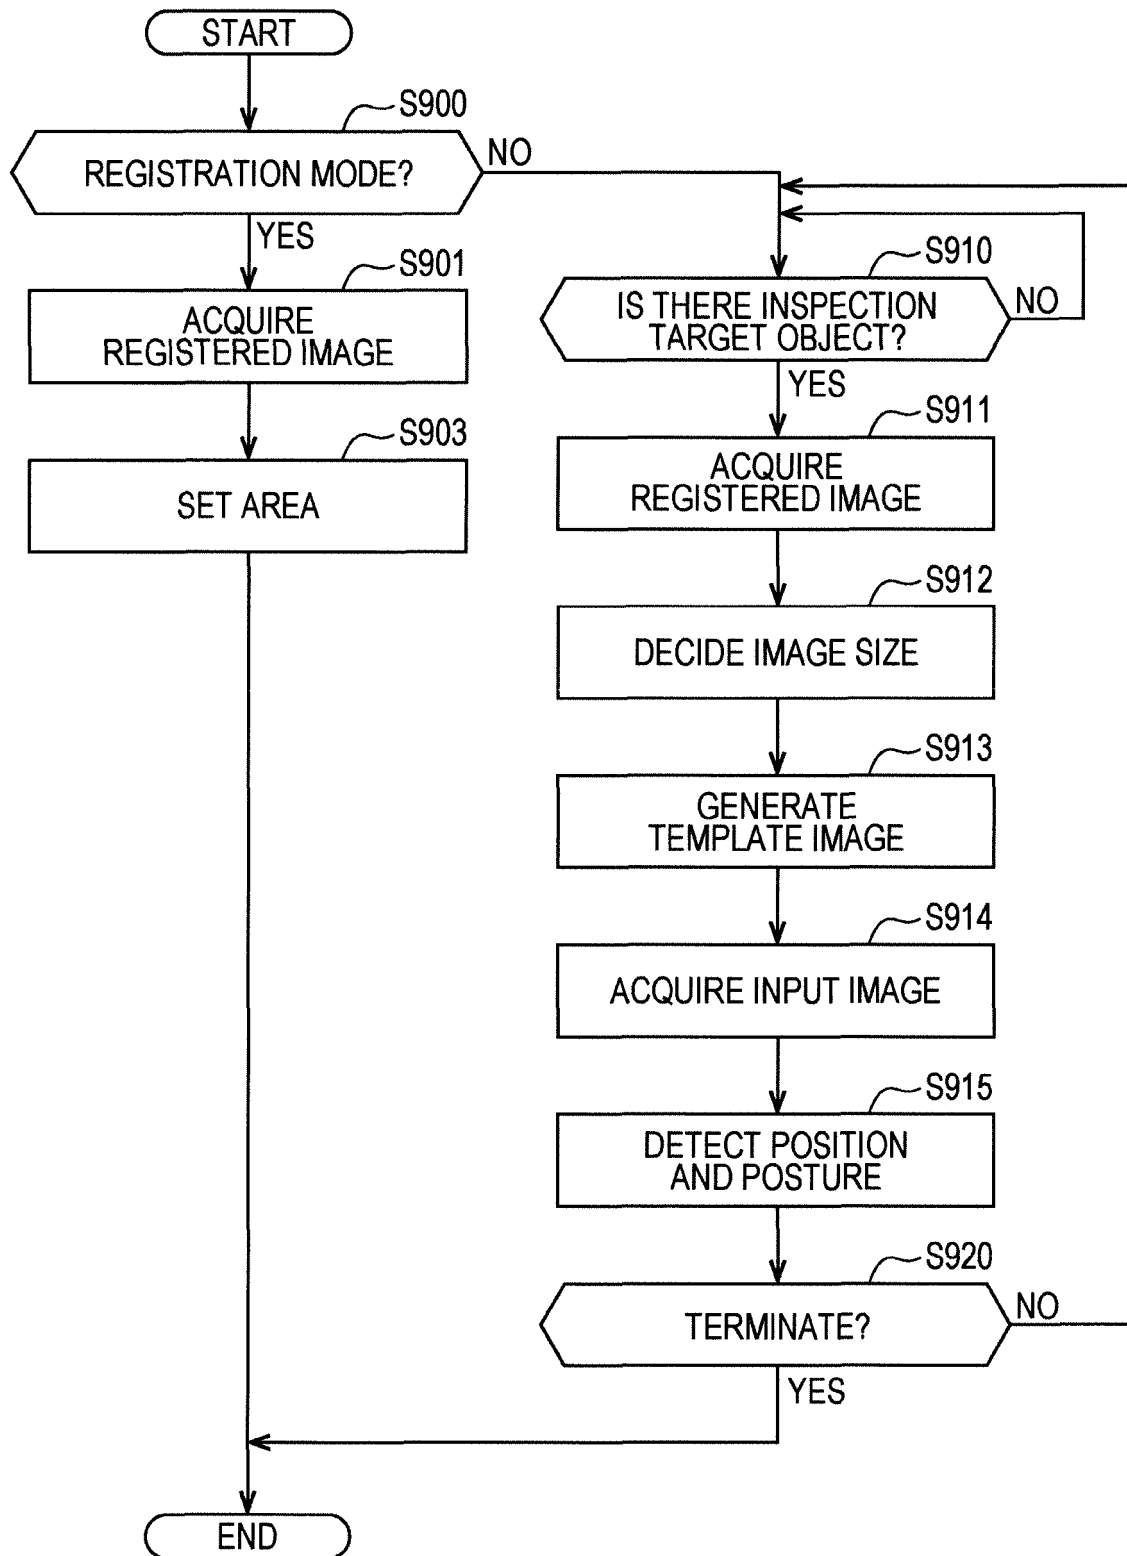 START
S900
REGISTRATION MODE?
NO
YES
S901
ACQUIRE
REGISTERED IMAGE
S903
SET AREA
S910
IS THERE INSPECTION
TARGET OBJECT?
NO
YES
S911
ACQUIRE
REGISTERED IMAGE
S912
DECIDE IMAGE SIZE
S913
GENERATE
TEMPLATE IMAGE
S914
ACQUIRE INPUT IMAGE
S915
DETECT POSITION
AND POSTURE
S920
TERMINATE?
NO
YES
END